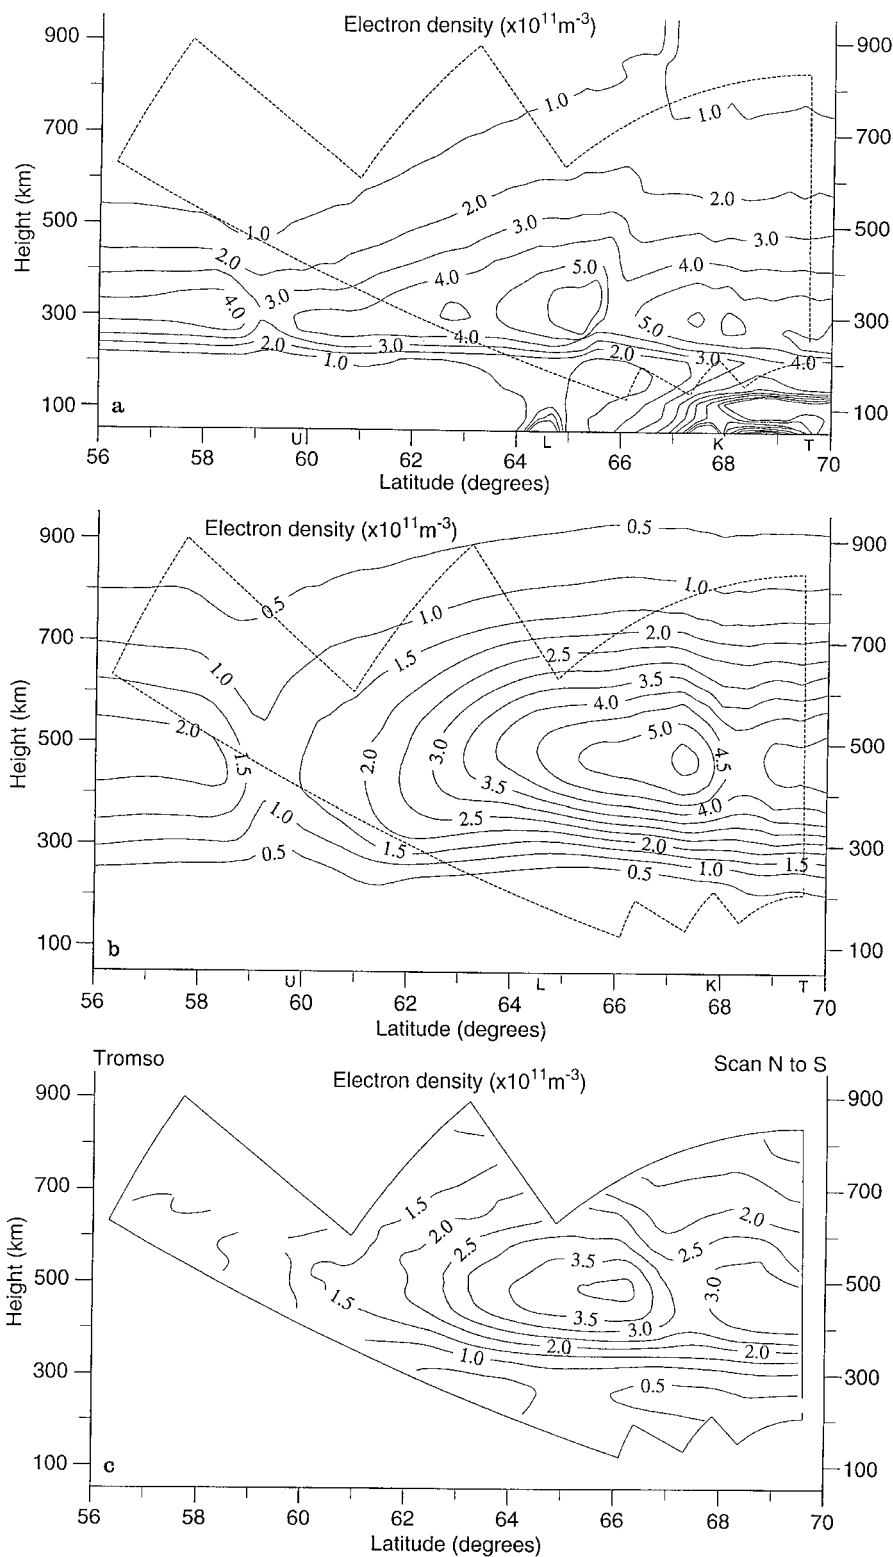 Electron density (x10¹¹m⁻³)
900 900
1.0
1.0
700 700
2.0 2.0
500 3.0 500
1.0 3.0
2.0 5.0 4.0
4.0
4.0 3.0
300 5.0 300
4.0
2.0 3.0 2.0 3.0 4.0
1.0
100 100
a
U L K T
56 58 60 62 64 66 68 70
Latitude (degrees)
Height (km)
Electron density (x10¹¹m⁻³)
0.5
900 900
0.5 1.0 1.0
700 2.0 700
1.5 2.5
1.0 3.5
4.0
2.0 5.0
500 500
1.5 2.0 3.0 4.5
3.5
1.0 2.5 4.0
300 1.5 2.0 300
0.5 0.5 1.0 1.5
100 100
b
U L K T
56 58 60 62 64 66 68 70
Latitude (degrees)
Height (km)
Tromso Scan N to S
Electron density (x10¹¹m⁻³)
900 900
700 700
1.5 2.0
2.0
2.5 2.5
3.5
500 3.0 500
1.5 3.5 3.0
2.0 2.0
300 1.0 300
0.5
100 100
c
56 58 60 62 64 66 68 70
Latitude (degrees)
Height (km)